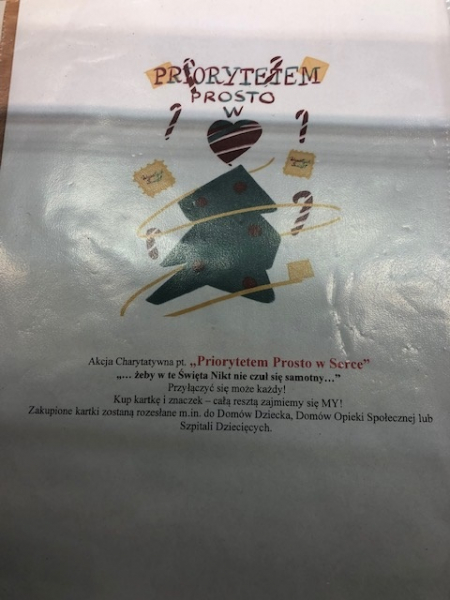 PRIORYTETEM
PROSTO
W
Akcja Charytatywna pt. „Priorytetem Prosto w Serce”
„... żeby w te Święta Nikt nie czuł się samotny...”
Przyłączyć się może każdy!
Kup kartkę i znaczek – całą resztą zajmiemy się MY!
Zakupione kartki zostaną rozesłane m.in. do Domów Dziecka, Domów Opieki Społecznej lub
Szpitali Dziecięcych.